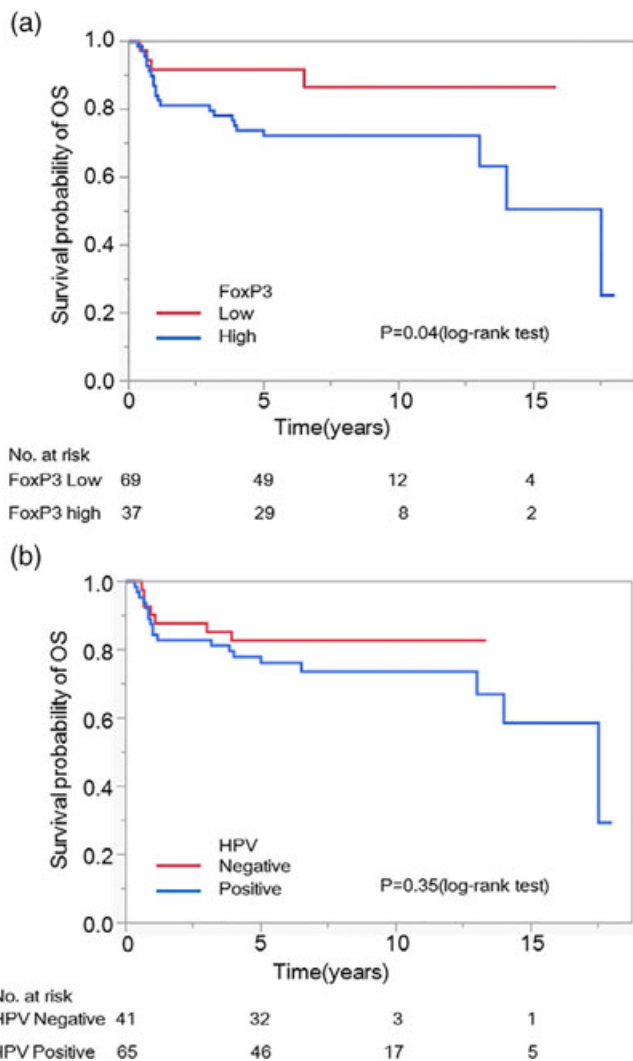 (a)
1.0
0.8
0.6
0.4
0.2
0.0
Survival probability of OS
FoxP3
Low
High
P=0.04(log-rank test)
0 5 10 15
Time(years)
No. at risk
FoxP3 Low 69 49 12 4
FoxP3 high 37 29 8 2
(b)
1.0
0.8
0.6
0.4
0.2
0.0
Survival probability of OS
HPV
Negative
Positive
P=0.35(log-rank test)
0 5 10 15
Time(years)
No. at risk
HPV Negative 41 32 3 1
HPV Positive 65 46 17 5